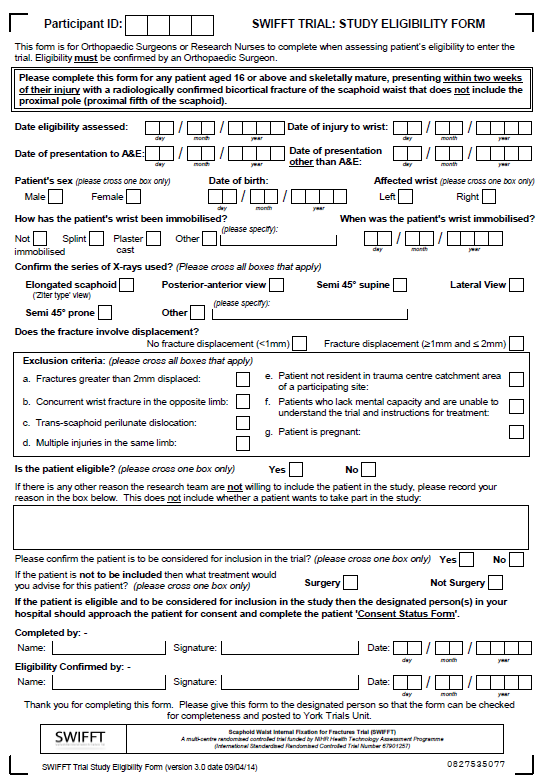 Participant ID:
SWIFFT TRIAL: STUDY ELIGIBILITY FORM
This form is for Orthopaedic Surgeons or Research Nurses to complete when assessing patient's eligibility to enter the
trial. Eligibility must be confirmed by an Orthopaedic Surgeon.
Please complete this form for any patient aged 16 or above and skeletally mature, presenting within two weeks
of their injury with a radiologically confirmed bicortical fracture of the scaphoid waist that does not include the
proximal pole (proximal fifth of the scaphoid).
Date eligibility assessed: / / Date of injury to wrist: / /
day month year day month year
Date of presentation to A&E: / / Date of presentation / /
other than A&E:
day month year day month year
Patient's sex (please cross one box only) Date of birth: Affected wrist (please cross one box only)
Male Female / / Left Right
day month year
How has the patient's wrist been immobilised? When was the patient's wrist immobilised?
(please specify):
Not Splint Plaster Other / /
immobilised cast
day month year
Confirm the series of X-rays used? (Please cross all boxes that apply)
Elongated scaphoid Posterior-anterior view Semi 45° supine Lateral View
('Ziter type' view)
(please specify):
Semi 45° prone Other
Does the fracture involve displacement?
No fracture displacement (<1mm) Fracture displacement (≥1mm and ≤ 2mm)
Exclusion criteria: (please cross all boxes that apply)
a. Fractures greater than 2mm displaced:
b. Concurrent wrist fracture in the opposite limb:
c. Trans-scaphoid perilunate dislocation:
d. Multiple injuries in the same limb:
e. Patient not resident in trauma centre catchment area
of a participating site:
f. Patients who lack mental capacity and are unable to
understand the trial and instructions for treatment:
g. Patient is pregnant:
Is the patient eligible? (please cross one box only) Yes No
If there is any other reason the research team are not willing to include the patient in the study, please record your
reason in the box below. This does not include whether a patient wants to take part in the study:
Please confirm the patient is to be considered for inclusion in the trial? (please cross one box only) Yes No
If the patient is not to be included then what treatment would
you advise for this patient? (please cross one box only) Surgery Not Surgery
If the patient is eligible and to be considered for inclusion in the study then the designated person(s) in your
hospital should approach the patient for consent and complete the patient 'Consent Status Form'.
Completed by: -
Name: Signature: Date: / /
day month year
Eligibility Confirmed by: -
Name: Signature: Date: / /
day month year
Thank you for completing this form. Please give this form to the designated person so that the form can be checked
for completeness and posted to York Trials Unit.
SWIFFT
Scaphoid Waist Internal Fixation for Fractures Trial (SWIFFT)
A multi-centre randomised controlled trial funded by NIHR Health Technology Assessment Programme
(International Standardised Randomised Controlled Trial Number 67901257)
SWIFFT Trial Study Eligibility Form (version 3.0 date 09/04/14)
0827535077